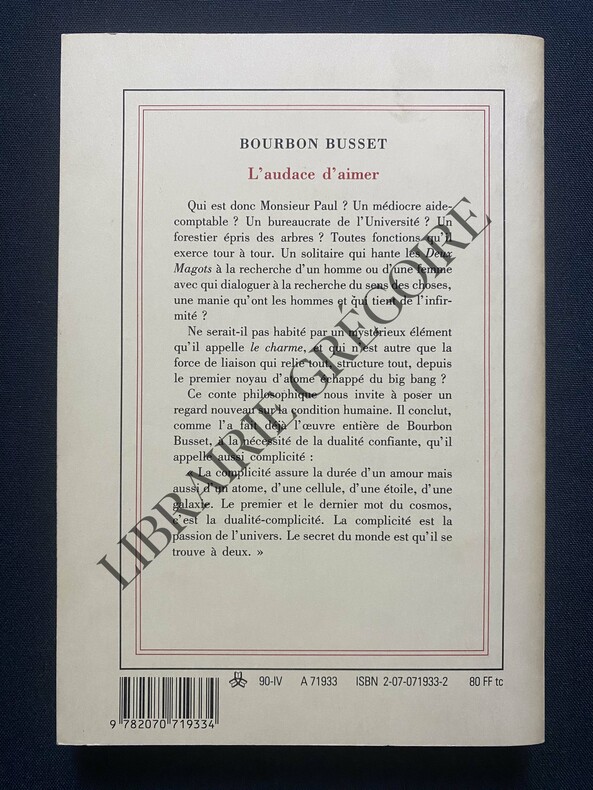 BOURBON BUSSET
L'audace d'aimer
Qui est donc Monsieur Paul ? Un médiocre aide-
comptable ? Un bureaucrate de l'Université ? Un
forestier épris des arbres ? Toutes fonctions qu'il
exerce tour à tour. Un solitaire qui hante les Deux
Magots à la recherche d'un homme ou d'une femme
avec qui dialoguer à la recherche du sens des choses,
une manie qu'ont les hommes et qui tient de l'infir-
mité ?
Ne serait-il pas habité par un mystérieux élément
qu'il appelle le charme, et qui n'est autre que la
force de liaison qui relie tout, structure tout, depuis
le premier noyau d'atome échappé du big bang ?
Ce conte philosophique nous invite à poser un
regard nouveau sur la condition humaine. Il conclut,
comme l'a fait déjà l'œuvre entière de Bourbon
Busset, à la nécessité de la dualité confiante, qu'il
appelle aussi complicité :
La complicité assure la durée d'un amour mais
aussi d'un atome, d'une cellule, d'une étoile, d'une
galaxie. Le premier et le dernier mot du cosmos,
c'est la dualité-complicité. La complicité est la
passion de l'univers. Le secret du monde est qu'il se
trouve à deux. »
LIBRAIRIE GRÉGOIRE
90-IV A 71933 ISBN 2-07-071933-2 80 FF tc
9 782070 719334